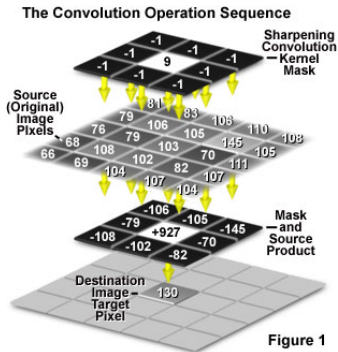 The Convolution Operation Sequence
Sharpening
Convolution
Kernel
Mask
-1
-1 -1
-1 9 -1
-1 -1
-1
Source
(Original)
Image
Pixels
81
79 83
76 106 106
68 79 105 110
66 108 103 145 108
69 102 70 105
104 82 111
107 107
104
Mask
and
Source
Product
-106
-79 -105
-108 +927 -145
-102 -70
-82
Destination
Image
Target
Pixel
130
Figure 1